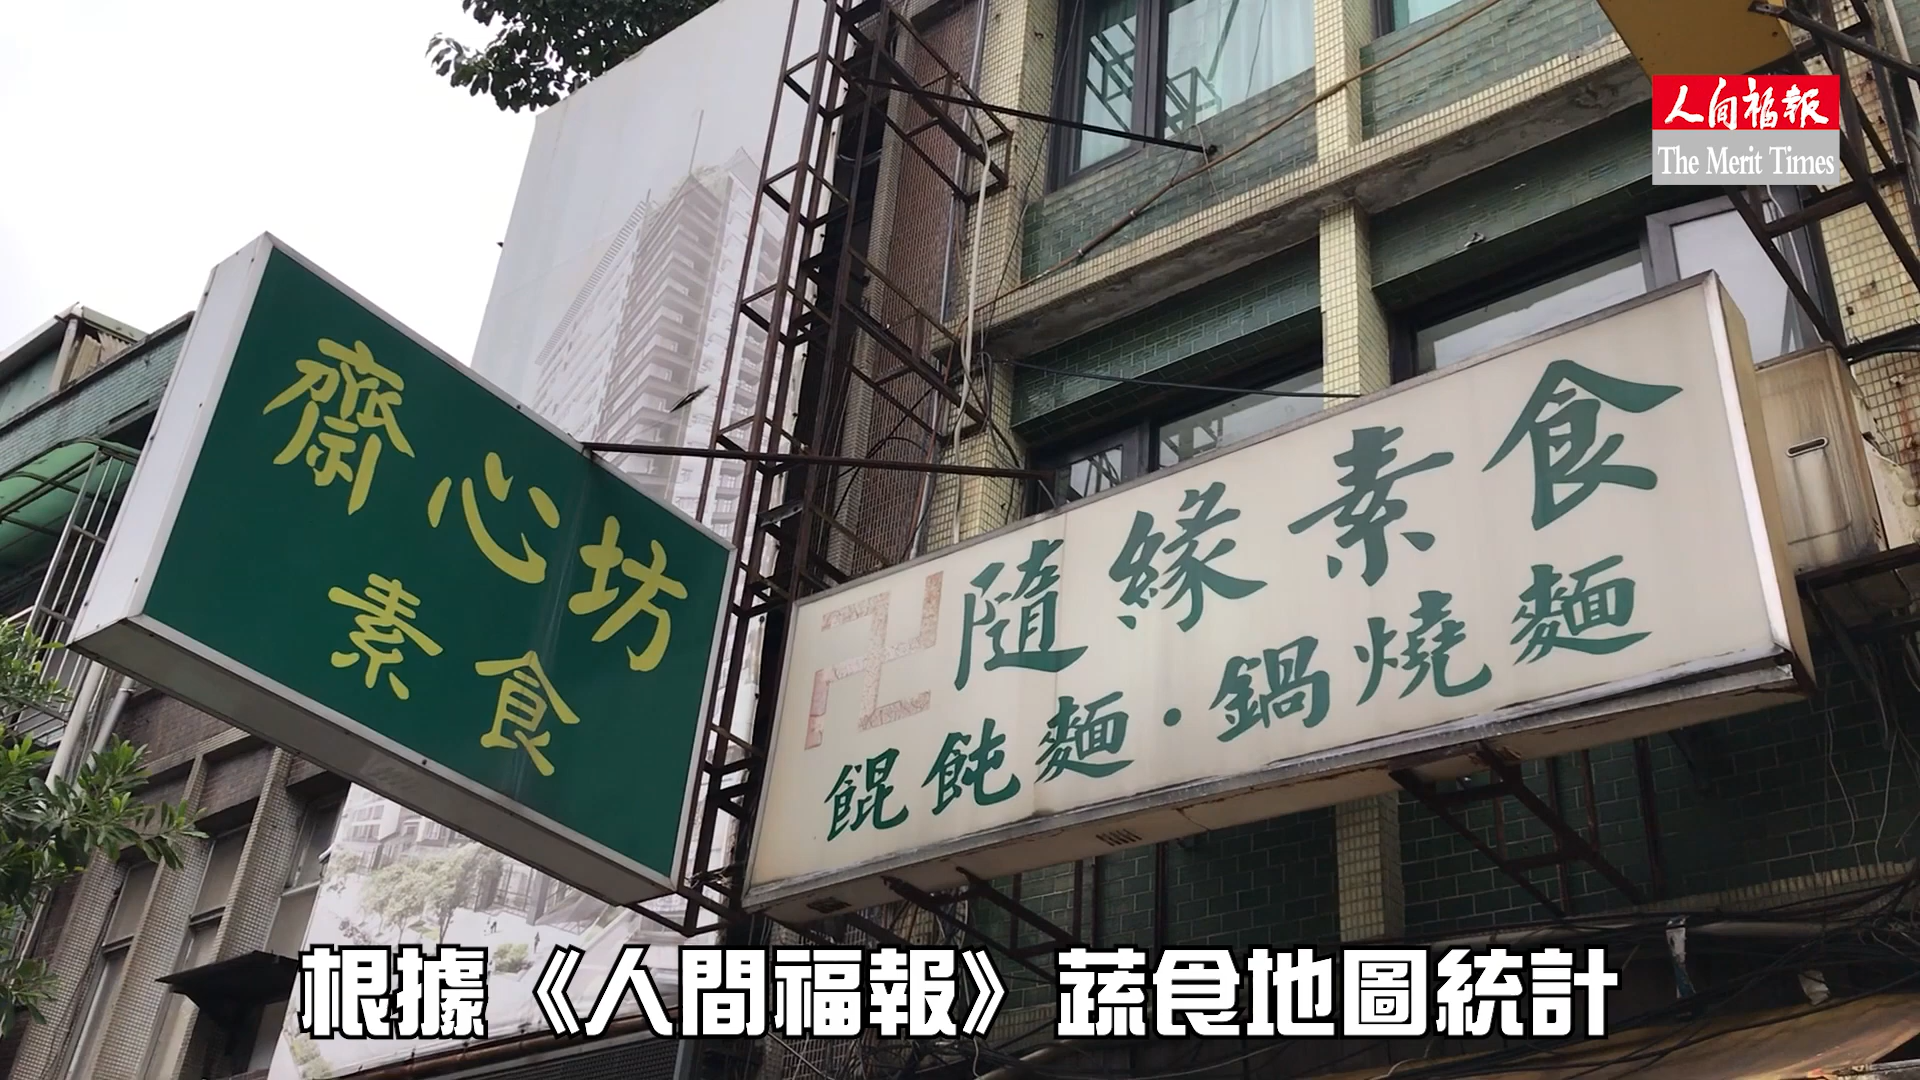 人间福報
The Merit Times
齋心坊
素食
卍隨緣素食
餛飩麵·鍋燒麵
根據《人間福報》蔬食地圖統計